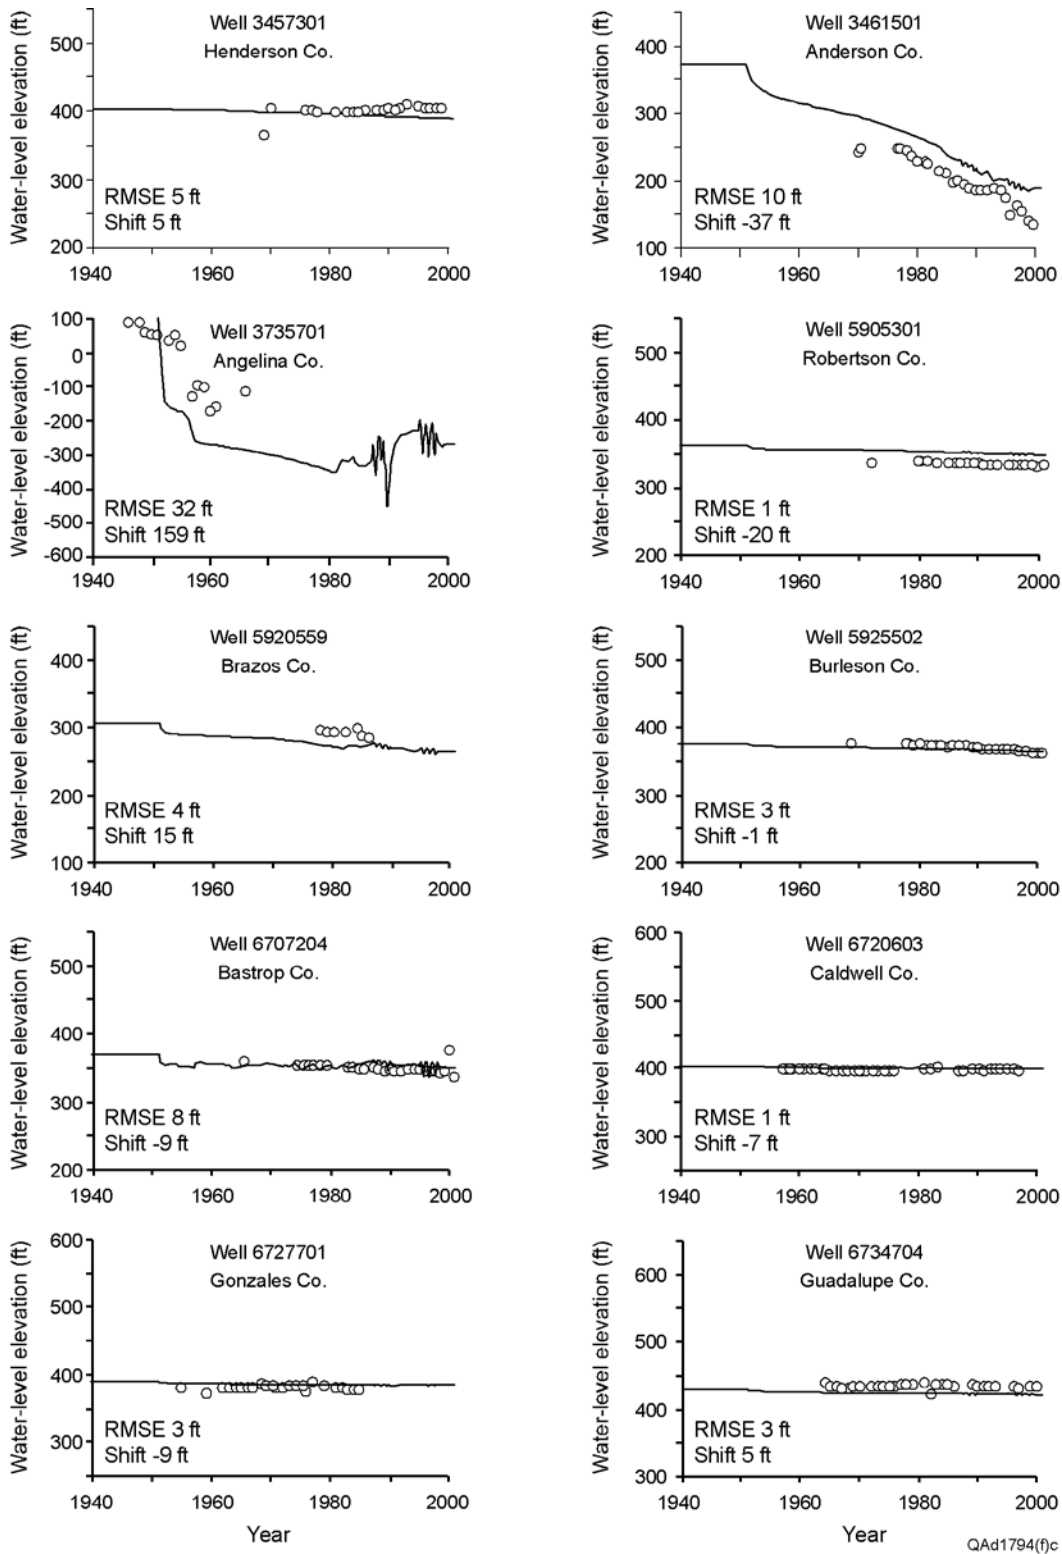 Well 3457301
Henderson Co.
Water-level elevation (ft)
500
400
300
200
RMSE 5 ft
Shift 5 ft
1940 1960 1980 2000
Well 3461501
Anderson Co.
Water-level elevation (ft)
400
300
200
100
RMSE 10 ft
Shift -37 ft
1940 1960 1980 2000
Well 3735701
Angelina Co.
Water-level elevation (ft)
100
0
-100
-200
-300
-400
-500
-600
RMSE 32 ft
Shift 159 ft
1940 1960 1980 2000
Well 5905301
Robertson Co.
Water-level elevation (ft)
500
400
300
200
RMSE 1 ft
Shift -20 ft
1940 1960 1980 2000
Well 5920559
Brazos Co.
Water-level elevation (ft)
400
300
200
100
RMSE 4 ft
Shift 15 ft
1940 1960 1980 2000
Well 5925502
Burleson Co.
Water-level elevation (ft)
500
400
300
200
RMSE 3 ft
Shift -1 ft
1940 1960 1980 2000
Well 6707204
Bastrop Co.
Water-level elevation (ft)
500
400
300
200
RMSE 8 ft
Shift -9 ft
1940 1960 1980 2000
Well 6720603
Caldwell Co.
Water-level elevation (ft)
600
500
400
300
RMSE 1 ft
Shift -7 ft
1940 1960 1980 2000
Well 6727701
Gonzales Co.
Water-level elevation (ft)
600
500
400
300
RMSE 3 ft
Shift -9 ft
1940 1960 1980 2000
Year
Well 6734704
Guadalupe Co.
Water-level elevation (ft)
600
500
400
300
RMSE 3 ft
Shift 5 ft
1940 1960 1980 2000
Year
QAd1794(f)c